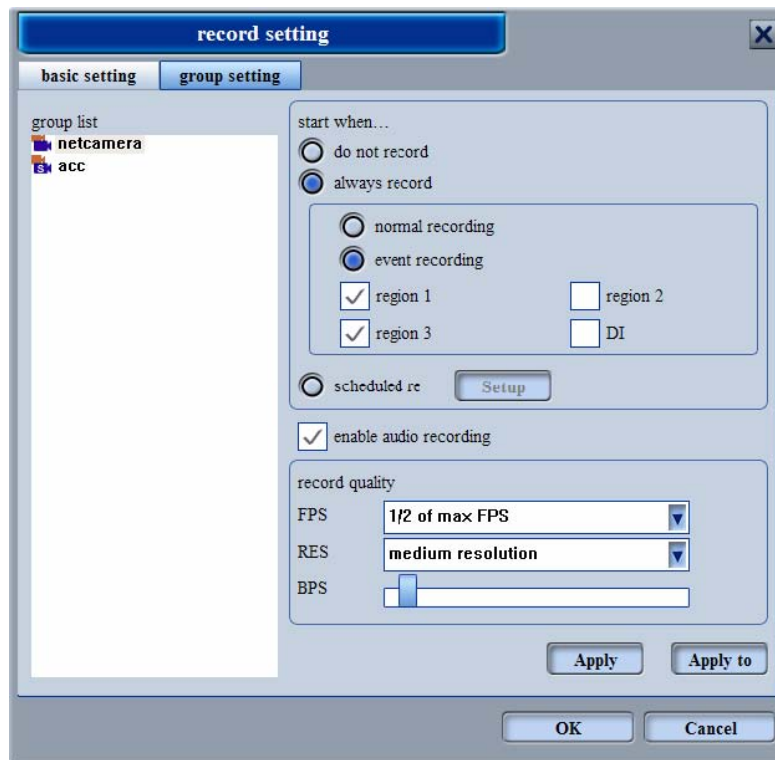 record setting
basic setting group setting
group list
netcamera
acc
start when...
do not record
always record
normal recording
event recording
region 1 region 2
region 3 DI
scheduled re Setup
enable audio recording
record quality
FPS 1/2 of max FPS
RES medium resolution
BPS
Apply Apply to
OK Cancel